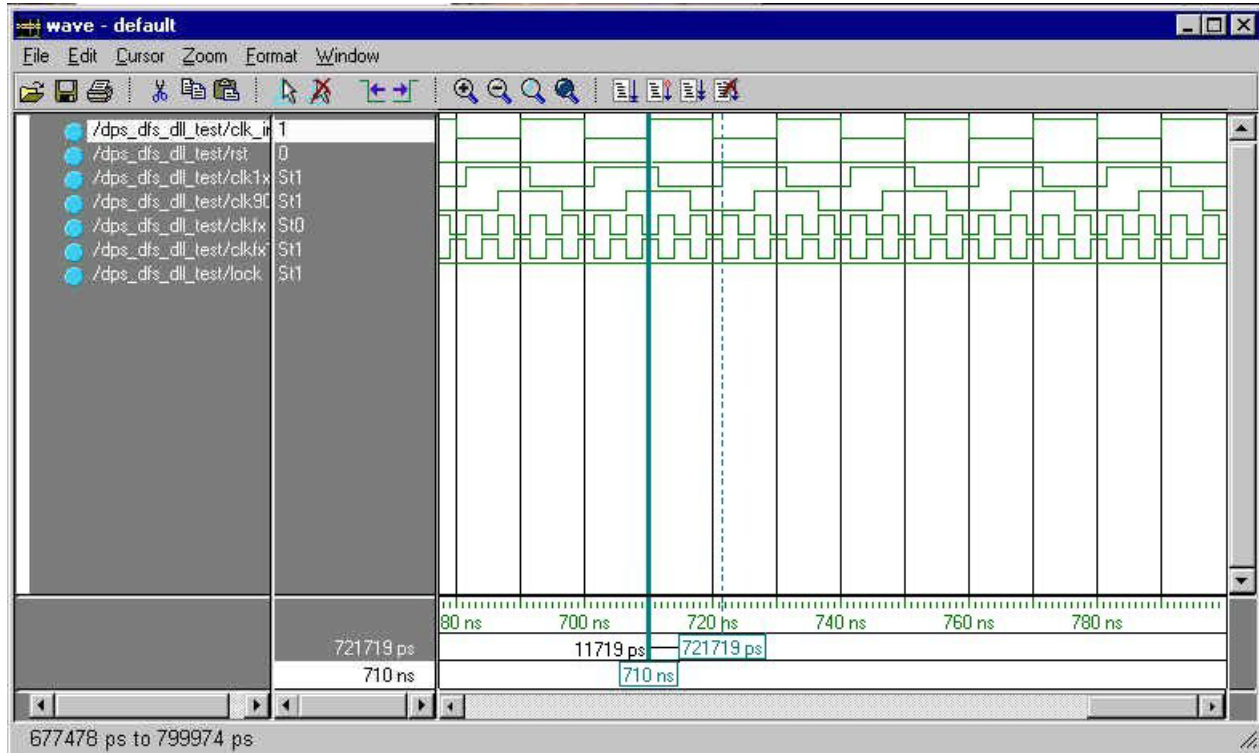 wave - default
File Edit Cursor Zoom Format Window
/dps_dfs_dll_test/clk_in 1
/dps_dfs_dll_test/rst 0
/dps_dfs_dll_test/clk1x St1
/dps_dfs_dll_test/clk90 St1
/dps_dfs_dll_test/clkfx St0
/dps_dfs_dll_test/clkfx St1
/dps_dfs_dll_test/lock St1
80 ns 700 ns 720 ns 740 ns 760 ns 780 ns
721719 ps 11719 ps 721719 ps
710 ns 710 ns
677478 ps to 799974 ps